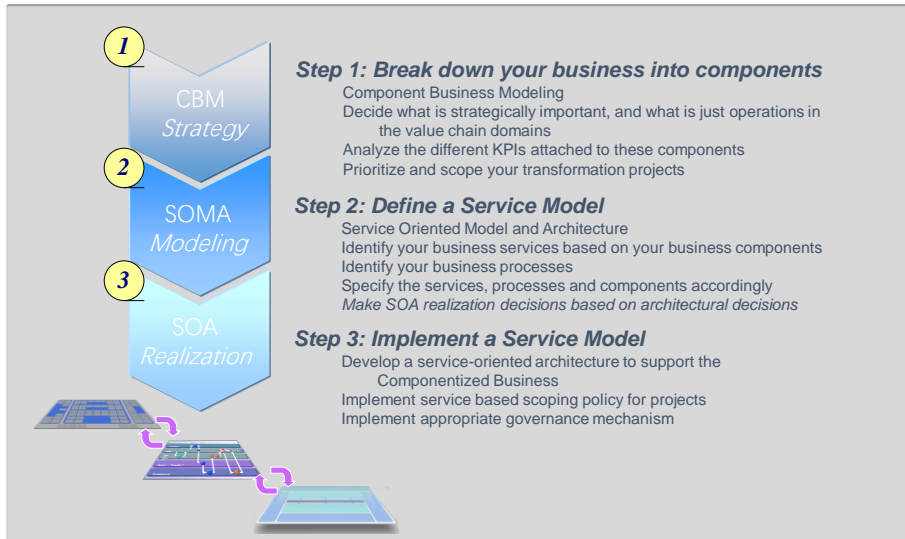 1
CBM
Strategy
2
SOMA
Modeling
3
SOA
Realization
Step 1: Break down your business into components
Component Business Modeling
Decide what is strategically important, and what is just operations in
the value chain domains
Analyze the different KPIs attached to these components
Prioritize and scope your transformation projects
Step 2: Define a Service Model
Service Oriented Model and Architecture
Identify your business services based on your business components
Identify your business processes
Specify the services, processes and components accordingly
Make SOA realization decisions based on architectural decisions
Step 3: Implement a Service Model
Develop a service-oriented architecture to support the
Componentized Business
Implement service based scoping policy for projects
Implement appropriate governance mechanism